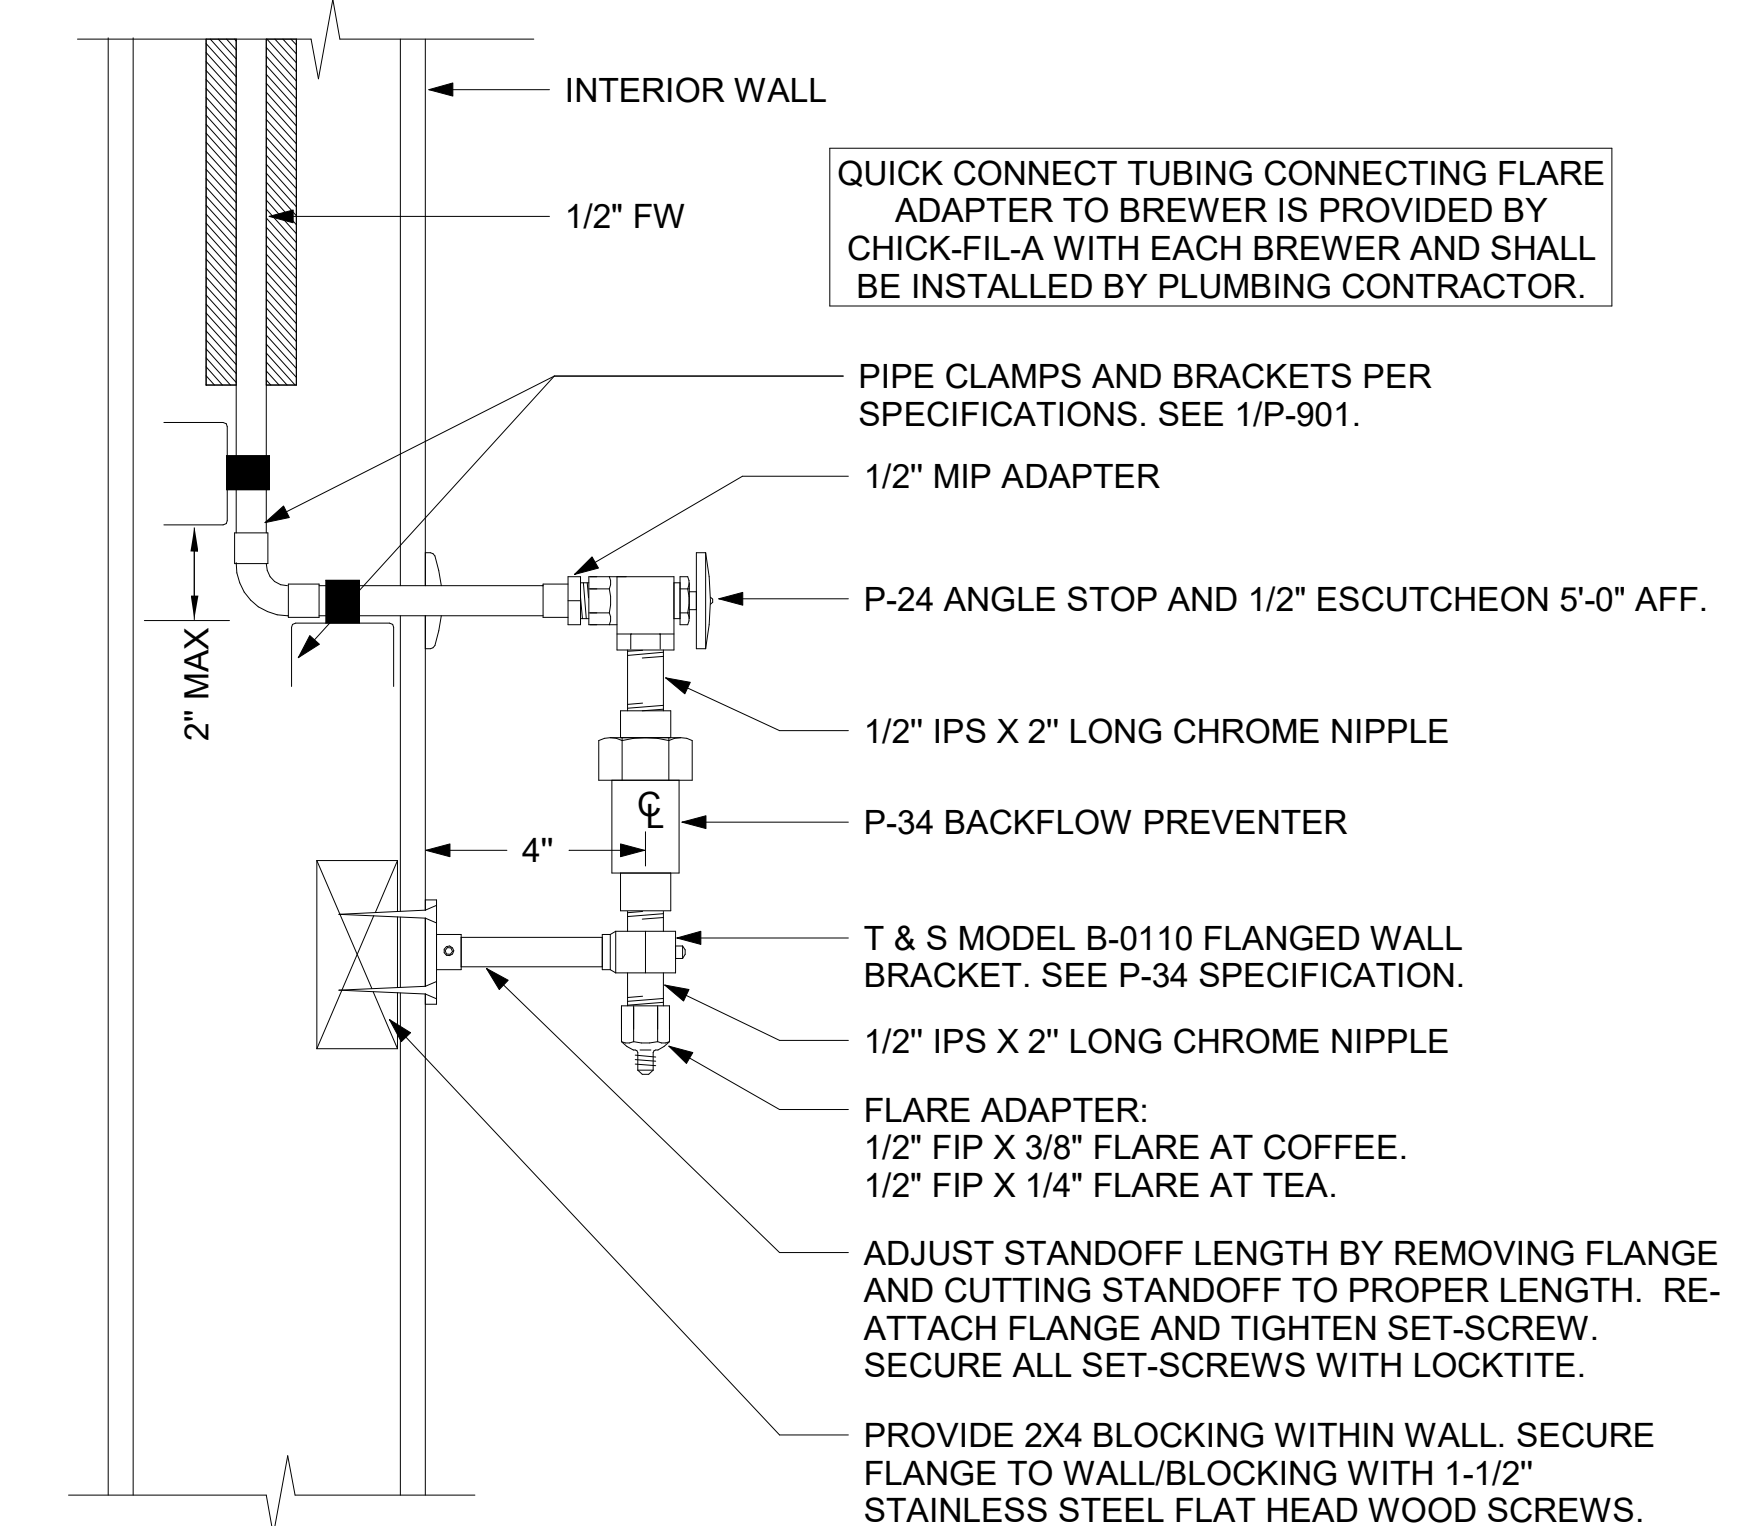 INTERIOR WALL
QUICK CONNECT TUBING CONNECTING FLARE
ADAPTER TO BREWER IS PROVIDED BY
CHICK-FIL-A WITH EACH BREWER AND SHALL
BE INSTALLED BY PLUMBING CONTRACTOR.
1/2" FW
PIPE CLAMPS AND BRACKETS PER
SPECIFICATIONS. SEE 1/P-901.
1/2" MIP ADAPTER
P-24 ANGLE STOP AND 1/2" ESCUTCHEON 5'-0" AFF.
2" MAX
1/2" IPS X 2" LONG CHROME NIPPLE
P-34 BACKFLOW PREVENTER
℄
4"
T & S MODEL B-0110 FLANGED WALL
BRACKET. SEE P-34 SPECIFICATION.
1/2" IPS X 2" LONG CHROME NIPPLE
FLARE ADAPTER:
1/2" FIP X 3/8" FLARE AT COFFEE.
1/2" FIP X 1/4" FLARE AT TEA.
ADJUST STANDOFF LENGTH BY REMOVING FLANGE
AND CUTTING STANDOFF TO PROPER LENGTH. RE-
ATTACH FLANGE AND TIGHTEN SET-SCREW.
SECURE ALL SET-SCREWS WITH LOCKTITE.
PROVIDE 2X4 BLOCKING WITHIN WALL. SECURE
FLANGE TO WALL/BLOCKING WITH 1-1/2"
STAINLESS STEEL FLAT HEAD WOOD SCREWS.